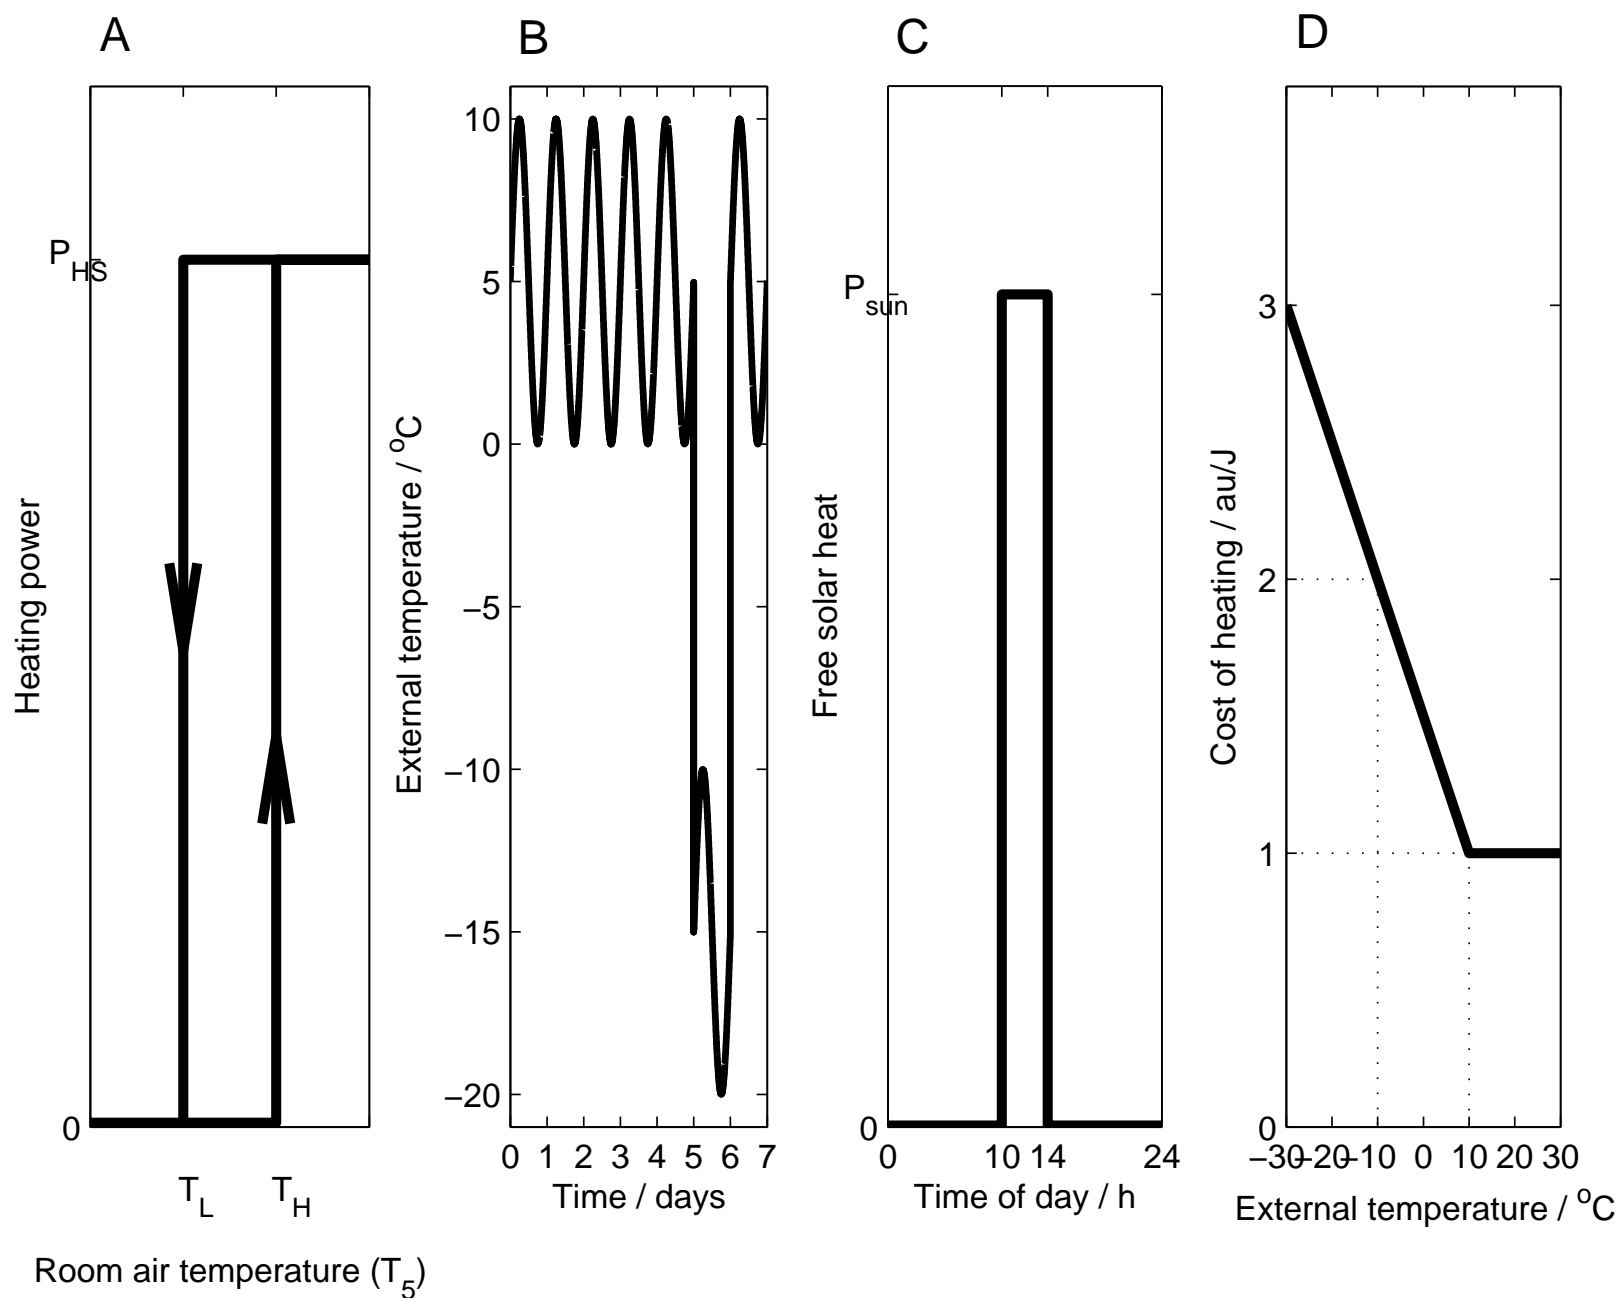 A
P_HS
0
Heating power
T_L
T_H
Room air temperature (T_5)
B
10
5
0
−5
−10
−15
−20
External temperature / °C
0 1 2 3 4 5 6 7
Time / days
C
P_sun
0
Free solar heat
0 10 14 24
Time of day / h
D
3
2
1
0
Cost of heating / au/J
−30 −20 −10 0 10 20 30
External temperature / °C